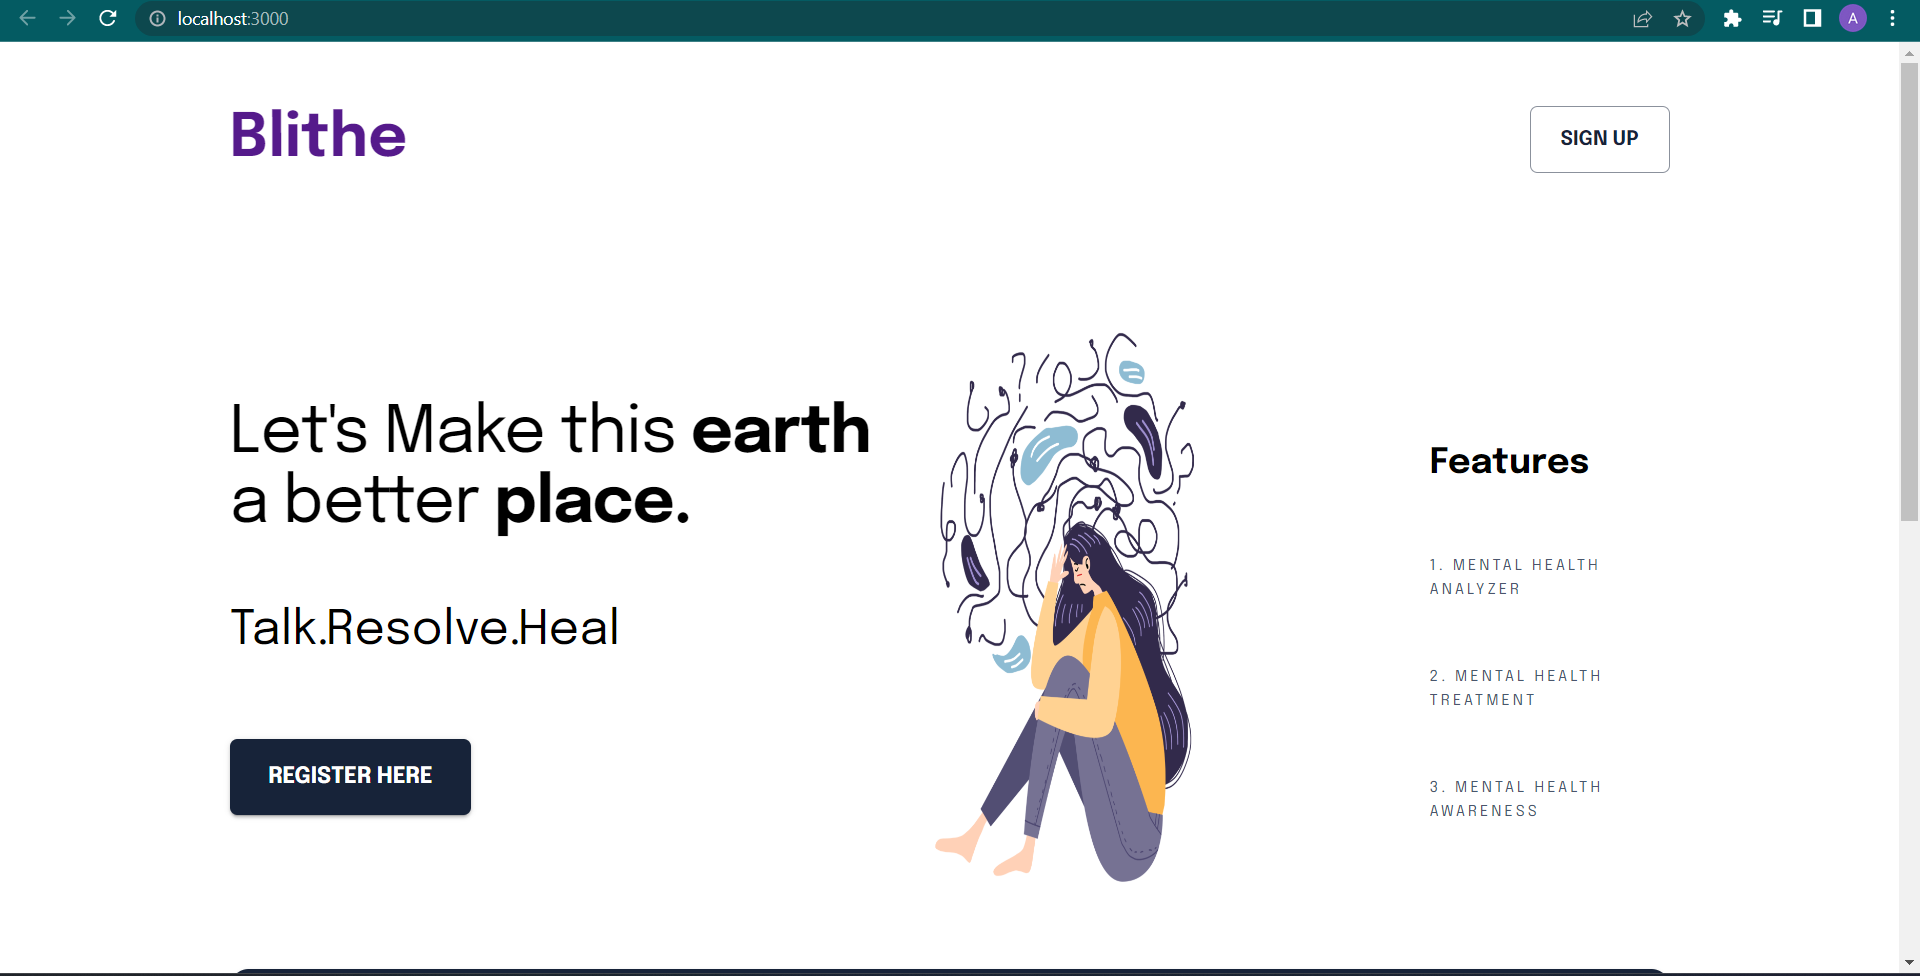 localhost:3000
A
Blithe
SIGN UP
Let's Make this earth
a better place.
Talk.Resolve.Heal
REGISTER HERE
Features
1. MENTAL HEALTH
ANALYZER
2. MENTAL HEALTH
TREATMENT
3. MENTAL HEALTH
AWARENESS